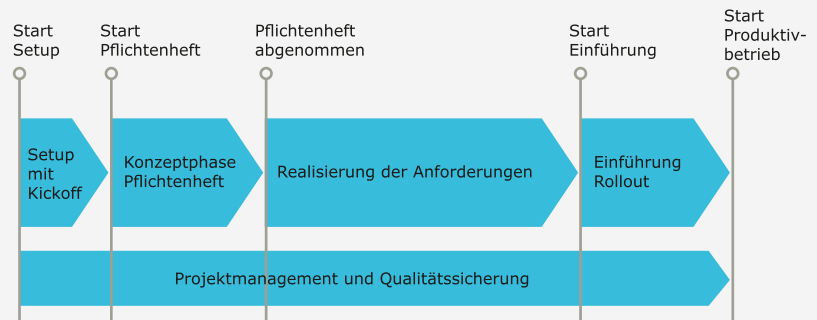 Start
Setup
Start
Pflichtenheft
Pflichtenheft
abgenommen
Start
Einführung
Start
Produktiv-
betrieb
Setup
mit
Kickoff
Konzeptphase
Pflichtenheft
Realisierung der Anforderungen
Einführung
Rollout
Projektmanagement und Qualitätssicherung